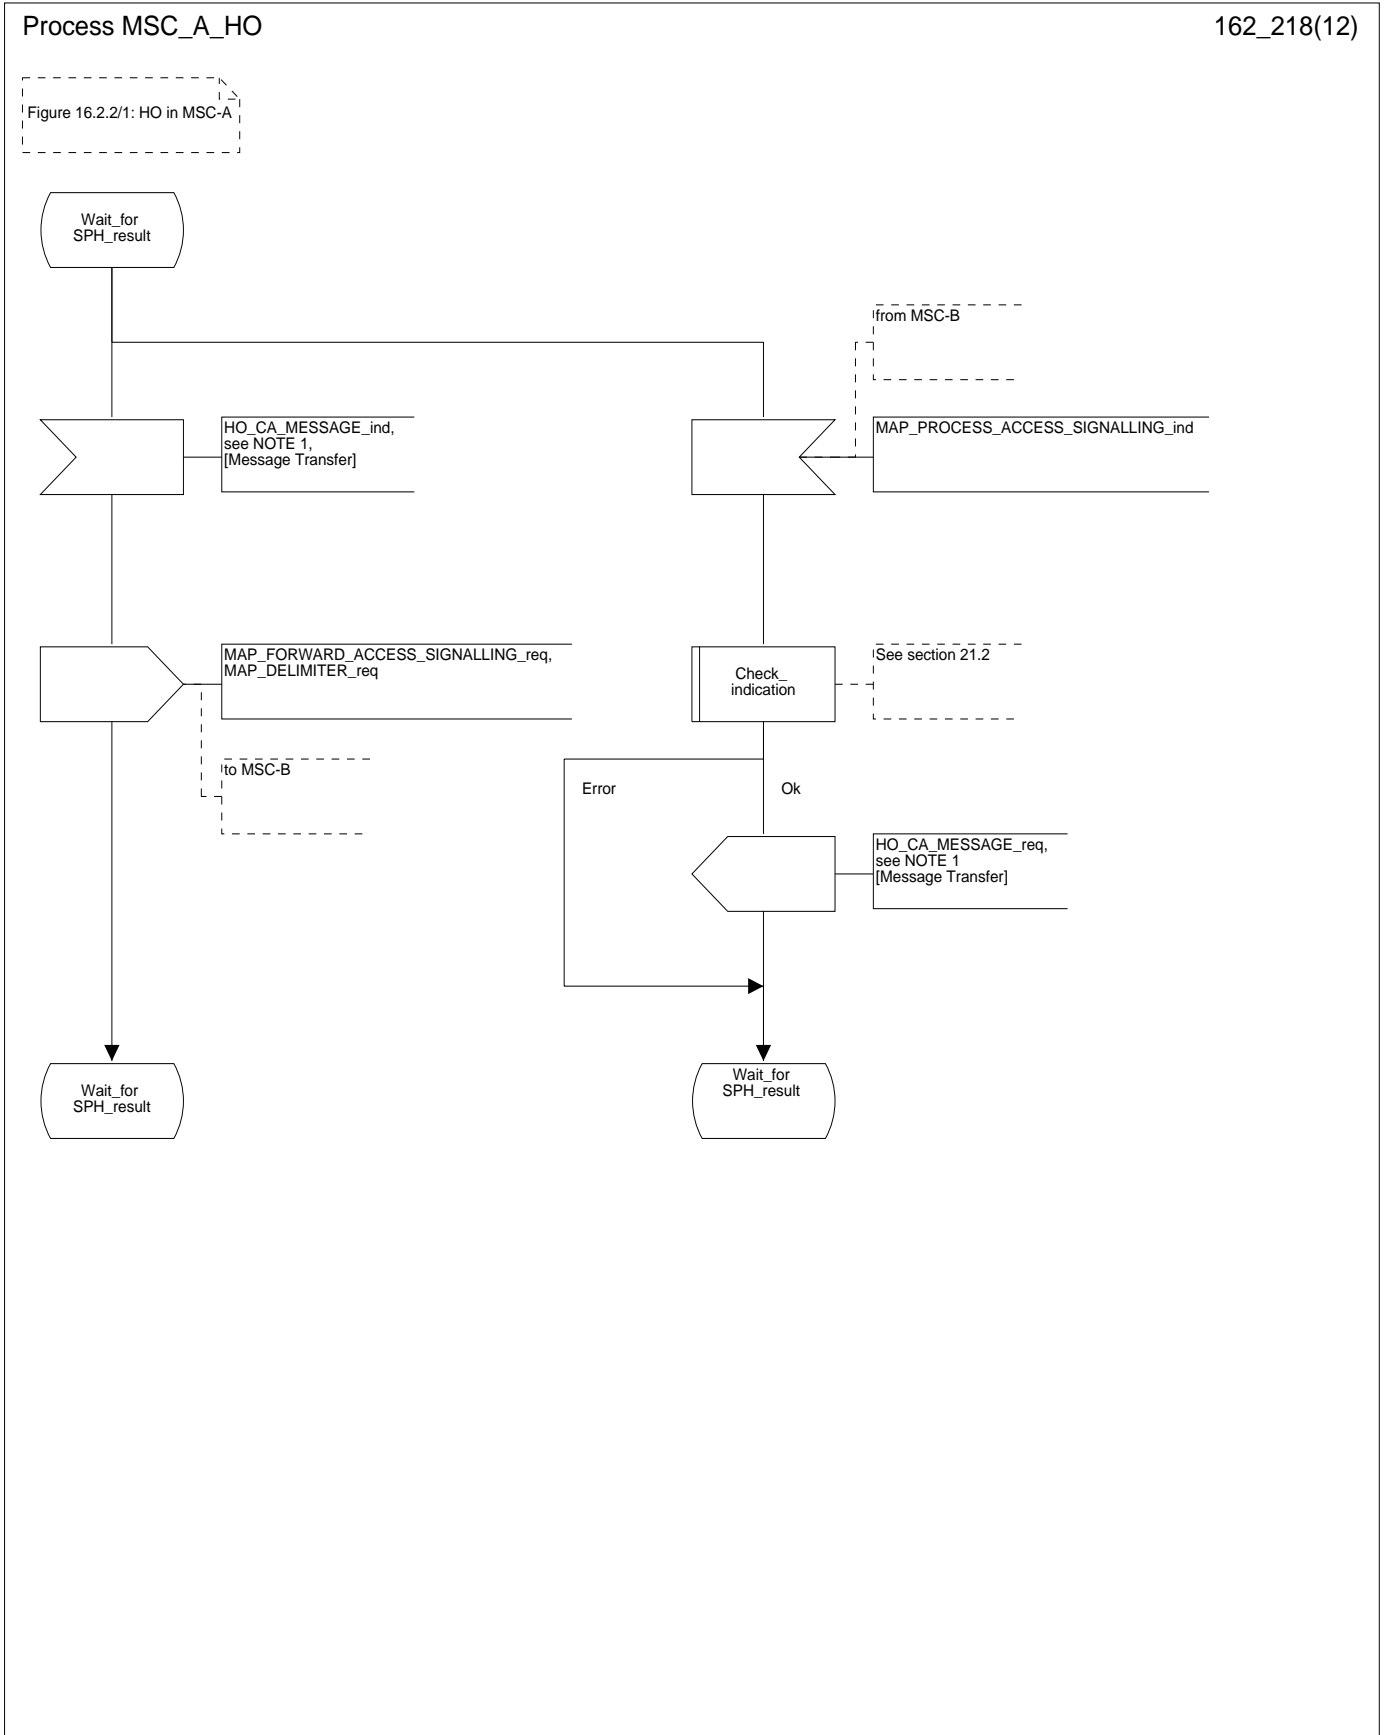 Process MSC_A_HO
162_218(12)
Figure 16.2.2/1: HO in MSC-A
Wait_for
SPH_result
from MSC-B
HO_CA_MESSAGE_ind,
see NOTE 1,
[Message Transfer]
MAP_PROCESS_ACCESS_SIGNALLING_ind
MAP_FORWARD_ACCESS_SIGNALLING_req,
MAP_DELIMITER_req
Check_
indication
See section 21.2
to MSC-B
Error
Ok
HO_CA_MESSAGE_req,
see NOTE 1
[Message Transfer]
Wait_for
SPH_result
Wait_for
SPH_result